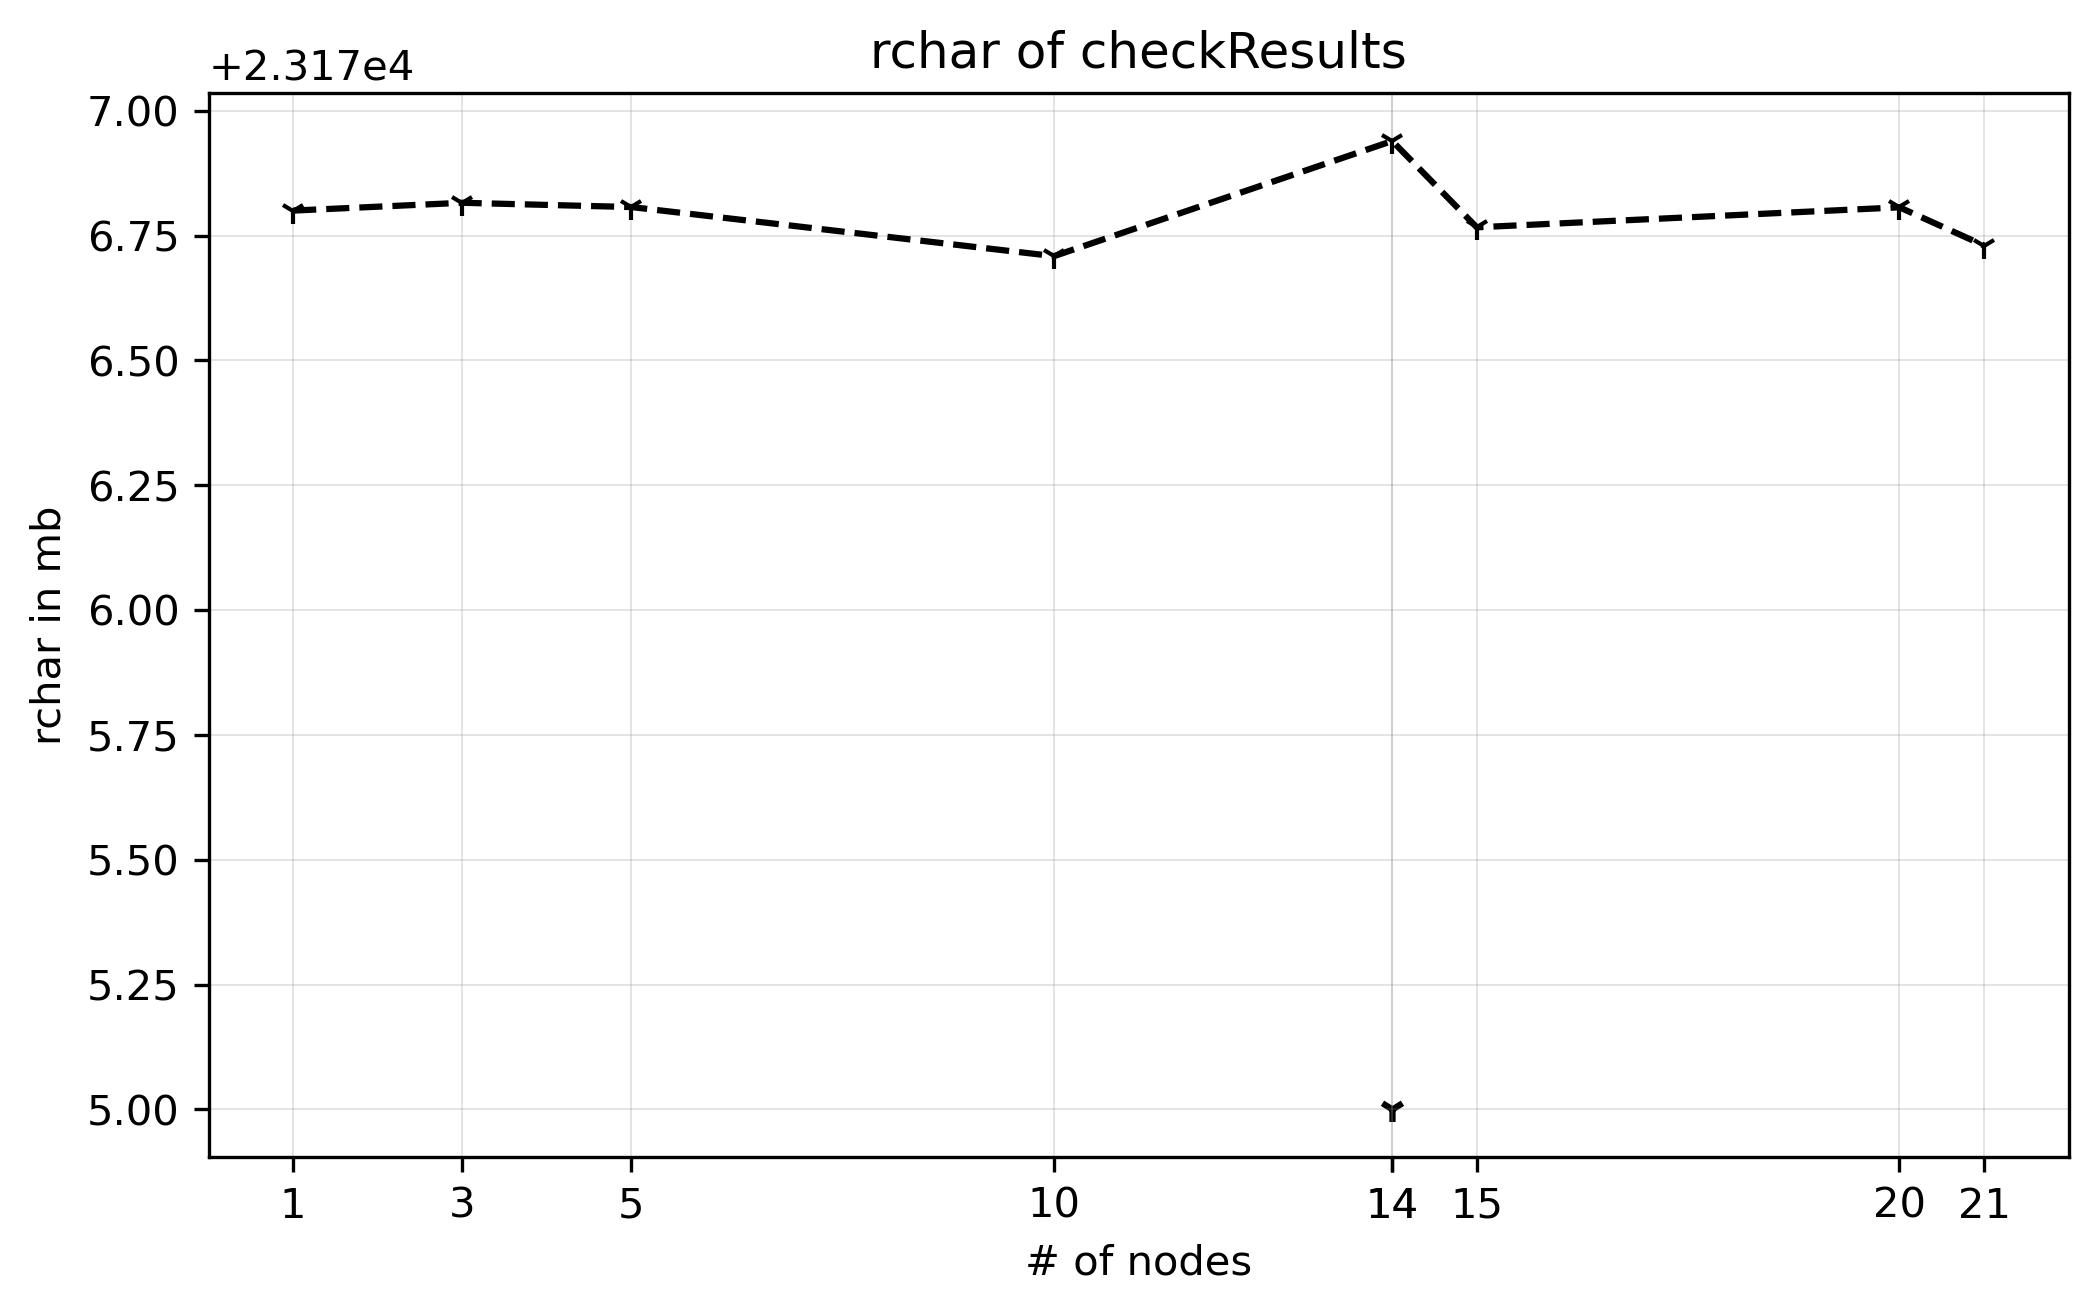 rchar of checkResults
+2.317e4
7.00
6.75
6.50
6.25
6.00
5.75
5.50
5.25
5.00
rchar in mb
1 3 5 10 14 15 20 21
# of nodes